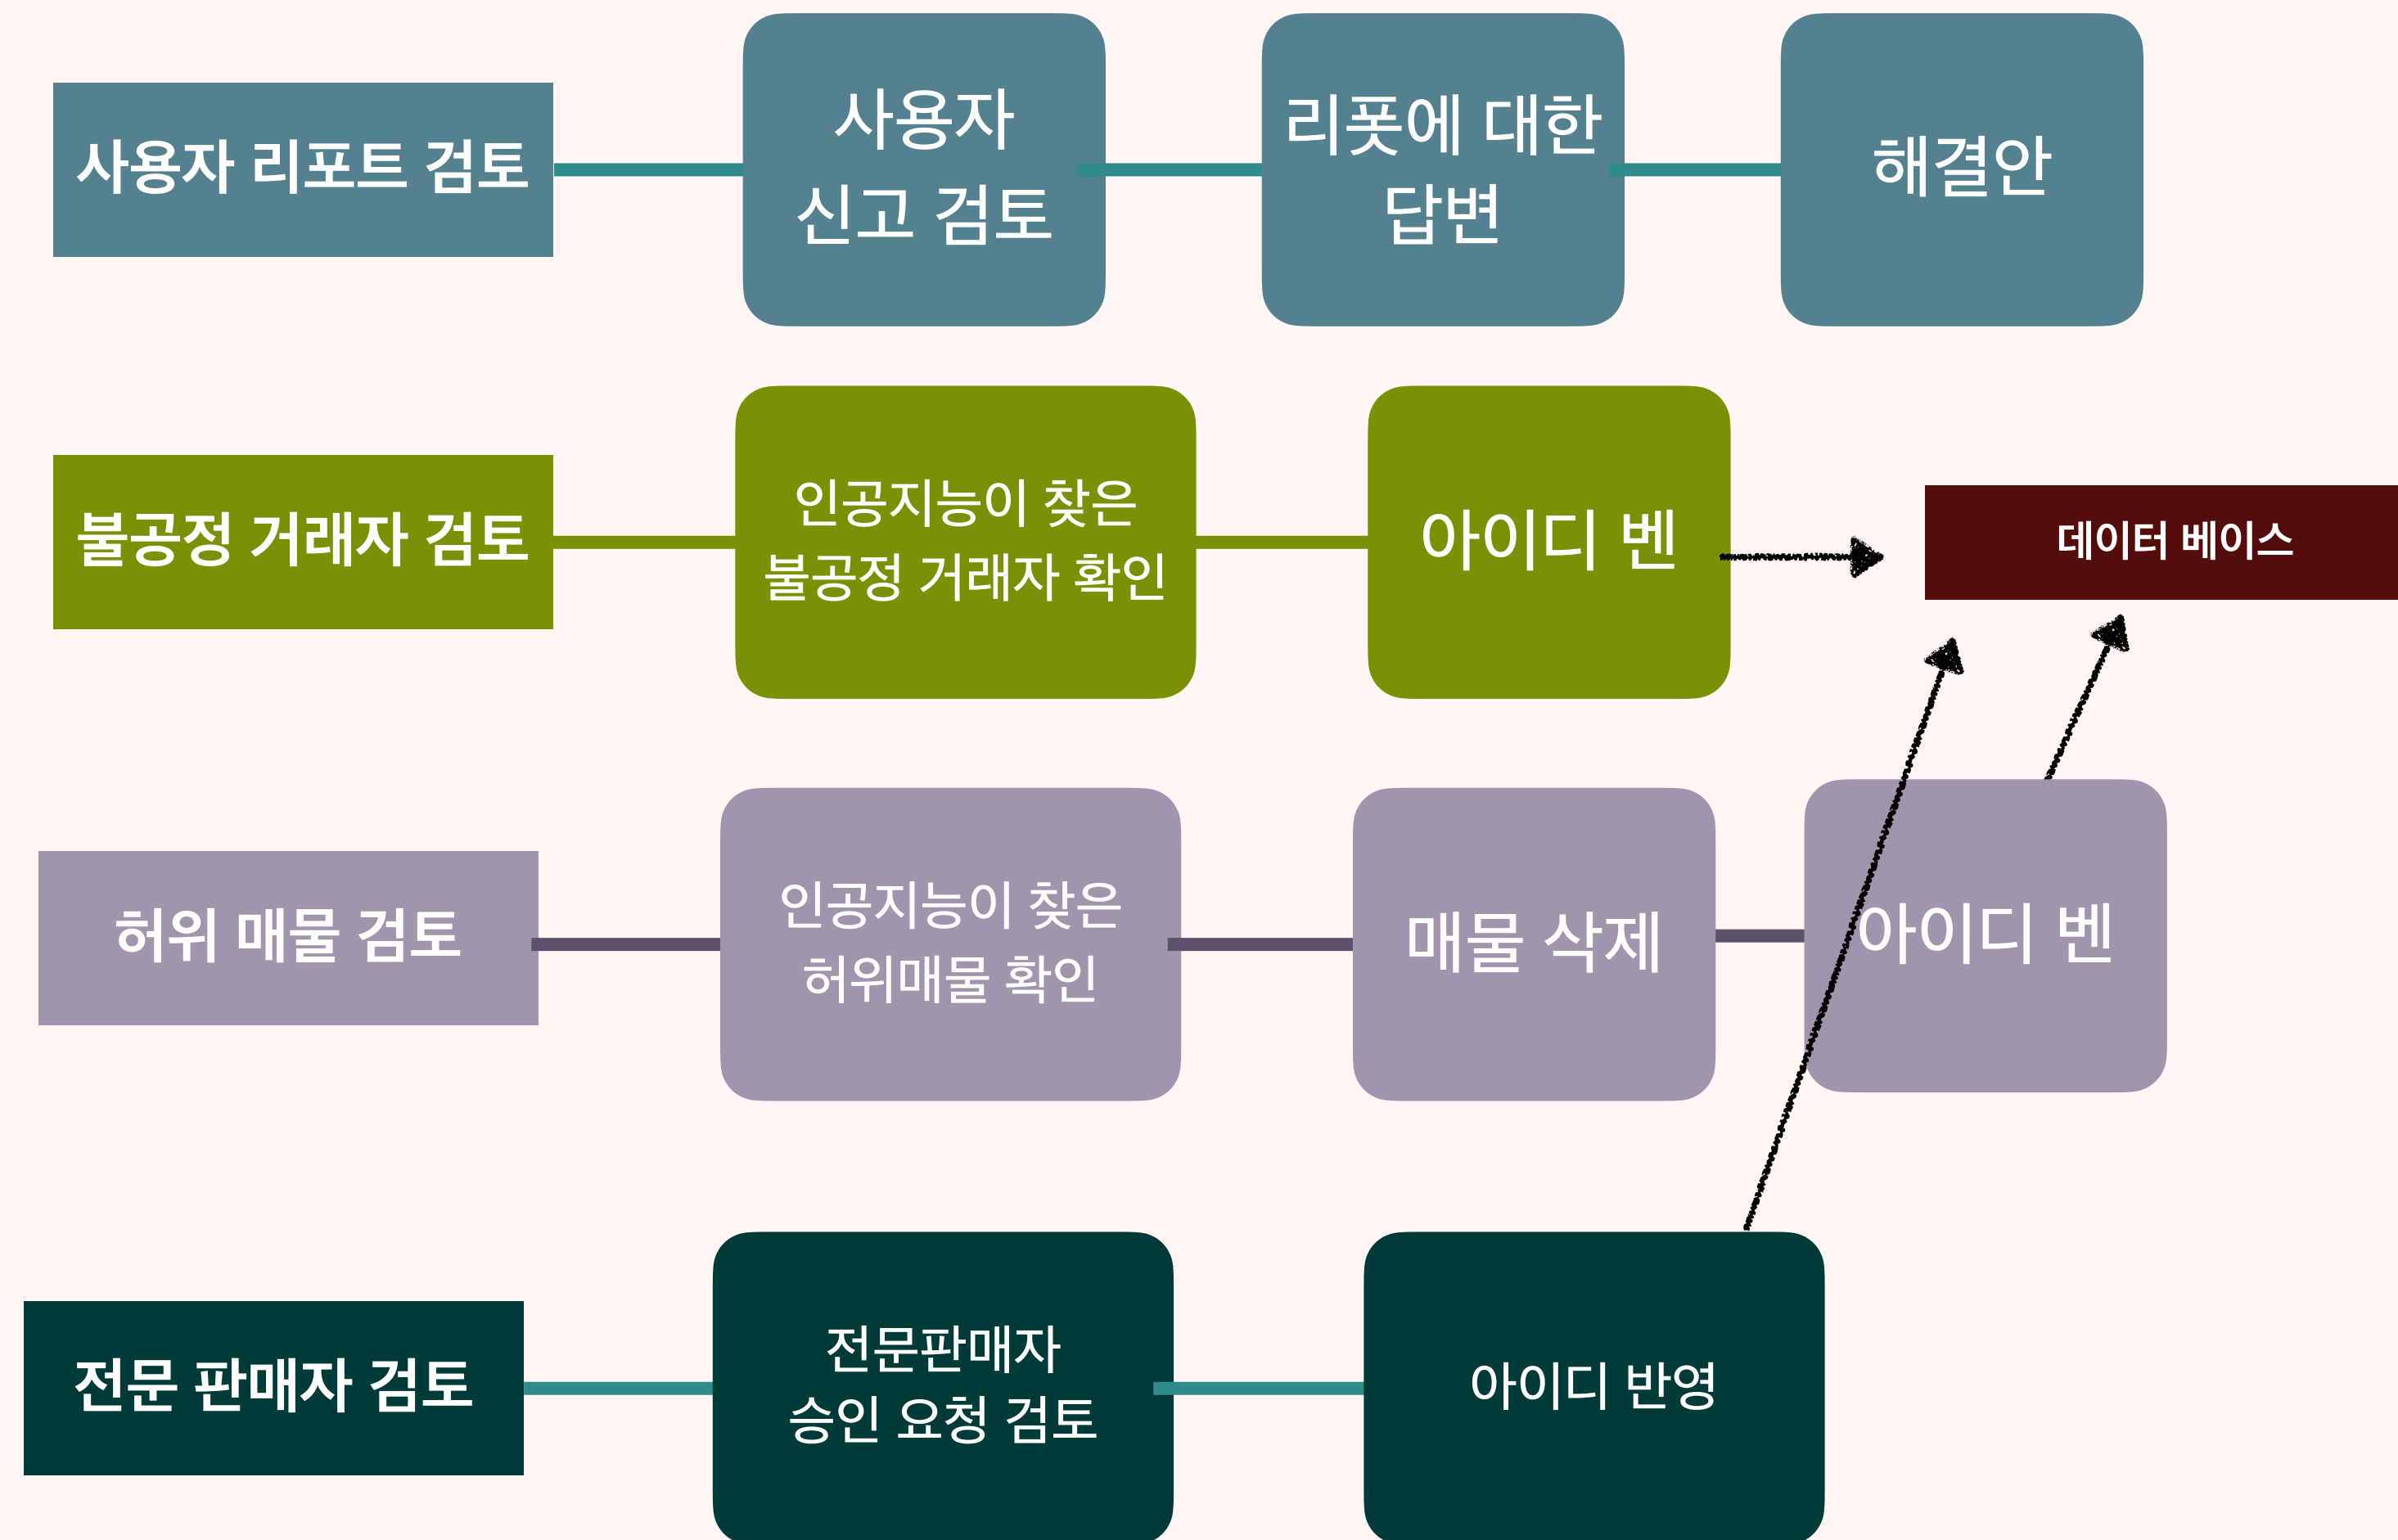 사용자 리포트 검토
사용자
신고 검토
리폿에 대한
답변
해결안
불공정 거래자 검토
인공지능이 찾은
불공정 거래자 확인
아이디 벤
데이터 베이스
허위 매물 검토
인공지능이 찾은
허위매물 확인
매물 삭제
아이디 벤
전문 판매자 검토
전문판매자
승인 요청 검토
아이디 반영